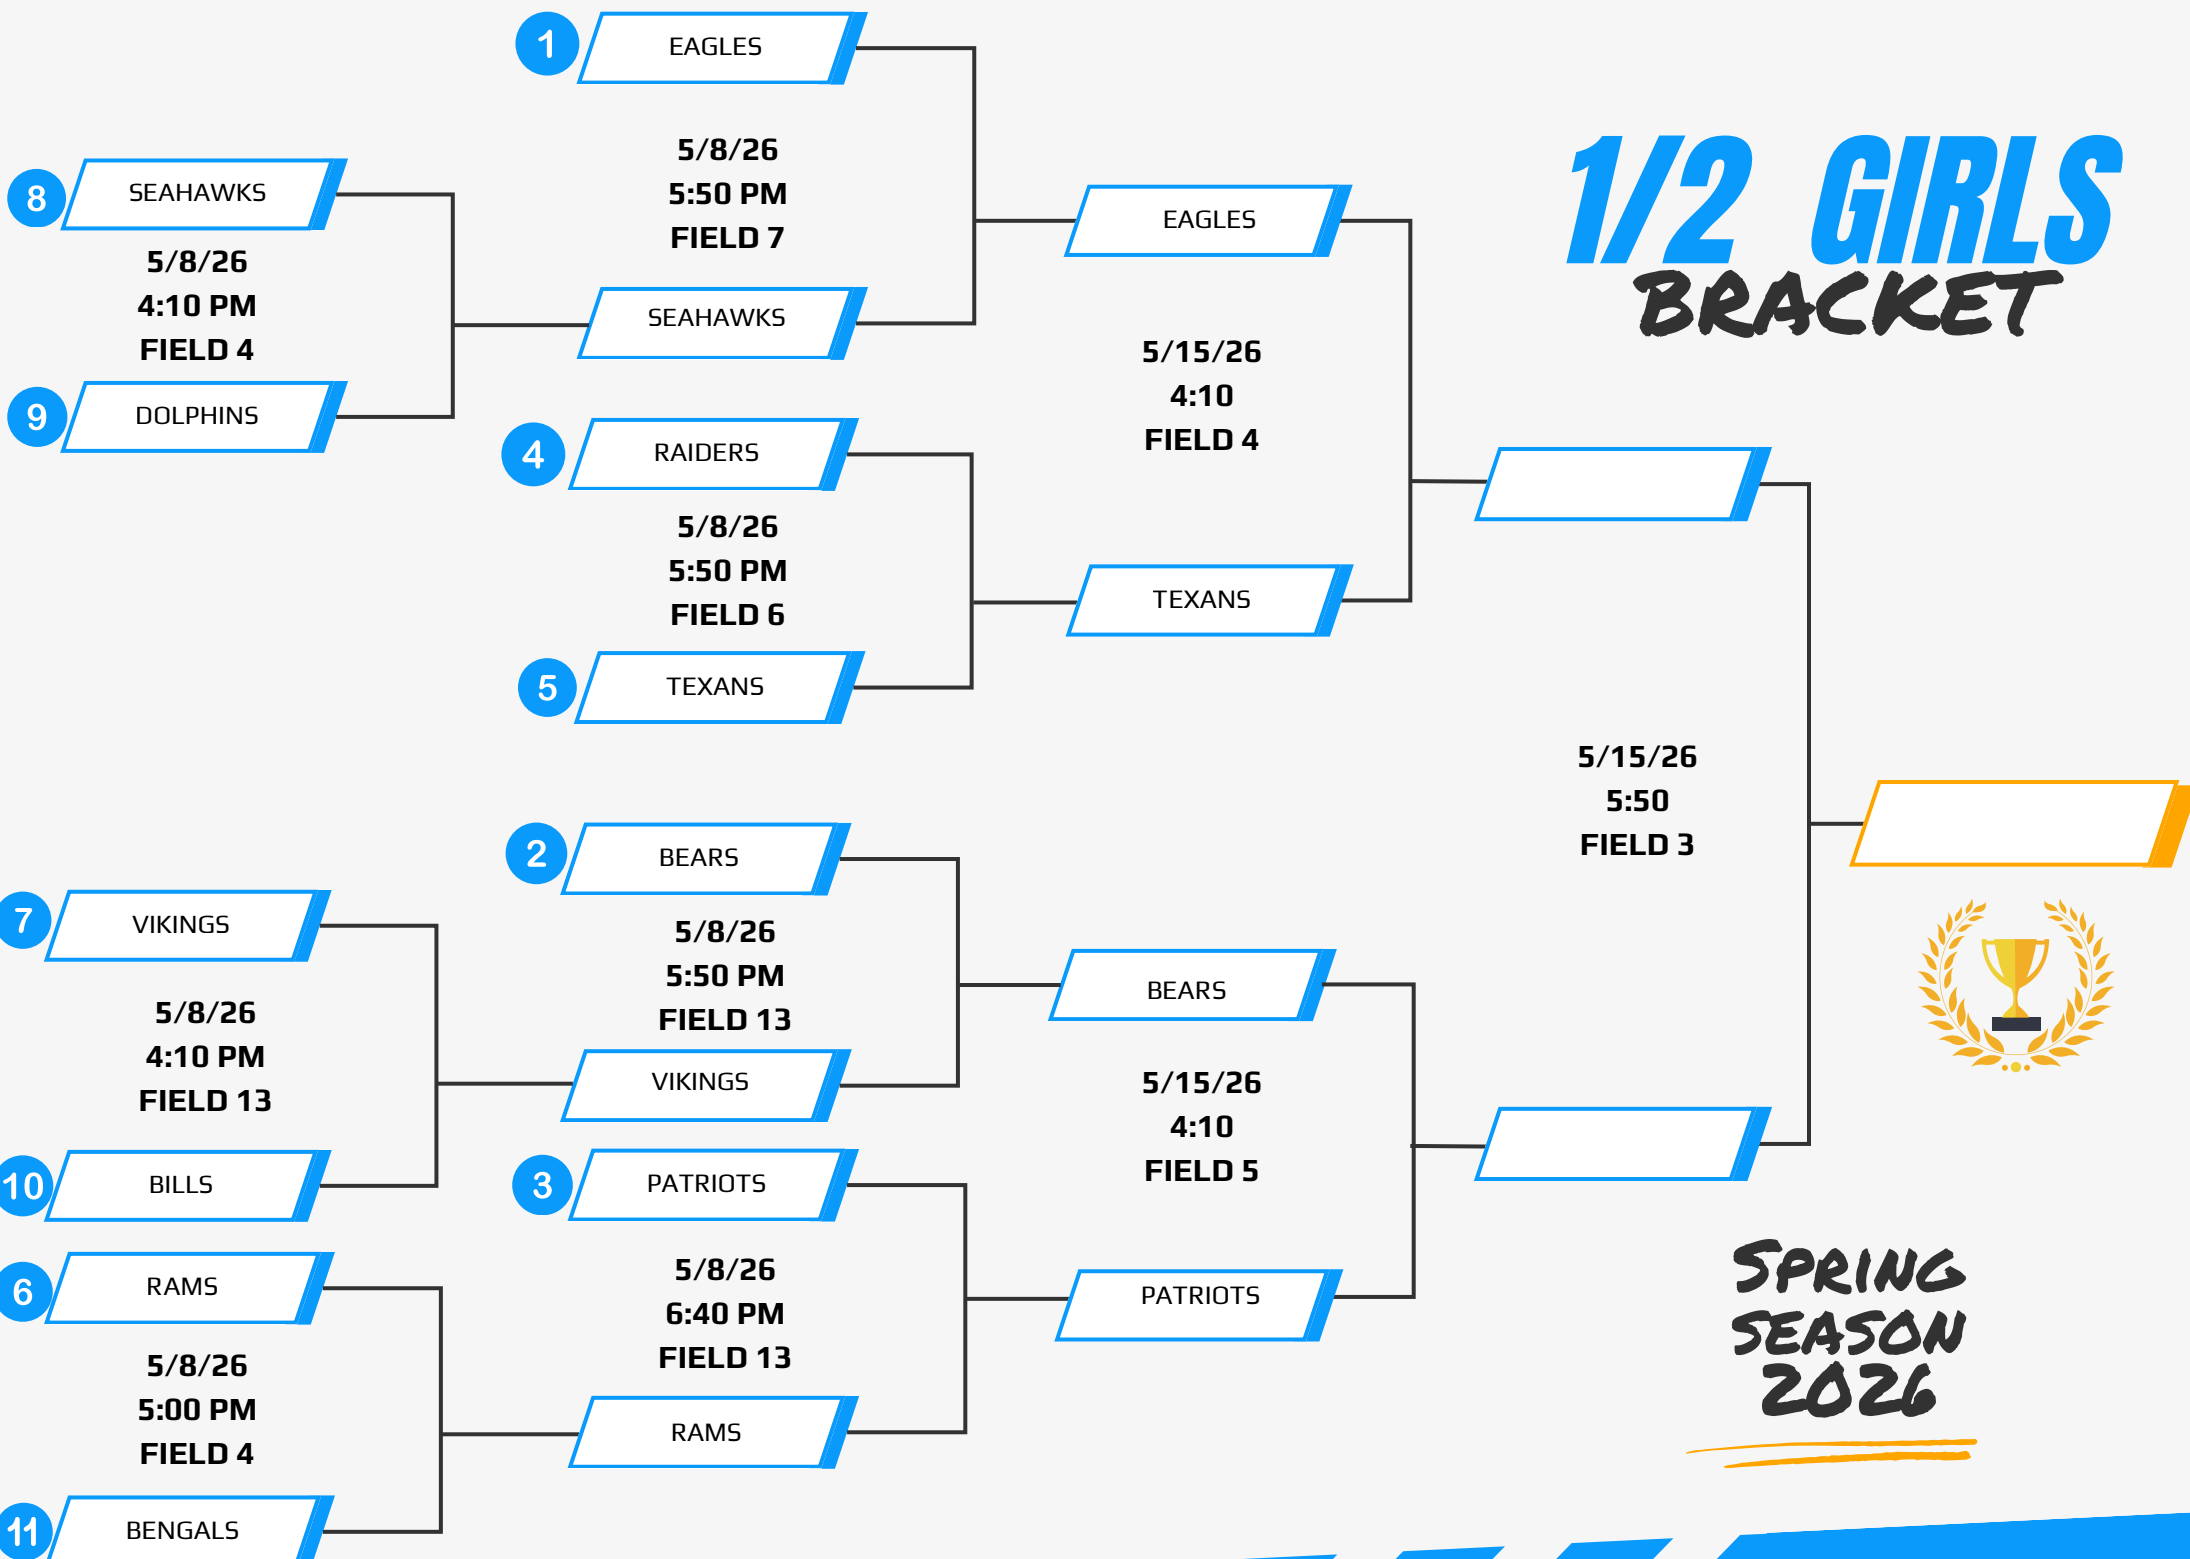 1/2 GIRLS
BRACKET
8
SEAHAWKS
5/8/26
4:10 PM
FIELD 4
9
DOLPHINS
7
VIKINGS
5/8/26
4:10 PM
FIELD 13
10
BILLS
6
RAMS
5/8/26
5:00 PM
FIELD 4
11
BENGALS
1
EAGLES
5/8/26
5:50 PM
FIELD 7
SEAHAWKS
4
RAIDERS
5/8/26
5:50 PM
FIELD 6
5
TEXANS
2
BEARS
5/8/26
5:50 PM
FIELD 13
VIKINGS
3
PATRIOTS
5/8/26
6:40 PM
FIELD 13
RAMS
EAGLES
5/15/26
4:10
FIELD 4
TEXANS
BEARS
5/15/26
4:10
FIELD 5
PATRIOTS
5/15/26
5:50
FIELD 3
SPRING
SEASON
2026